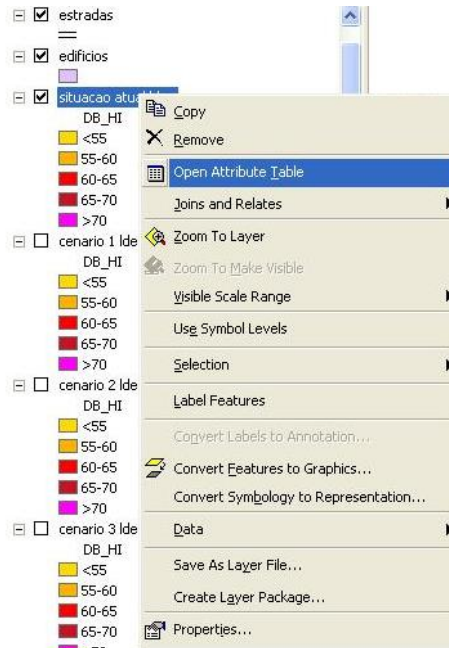 estradas
edificios
situacao atual
DB_HI
<55
55-60
60-65
65-70
>70
cenario 1 lde
DB_HI
<55
55-60
60-65
65-70
>70
cenario 2 lde
DB_HI
<55
55-60
60-65
65-70
>70
cenario 3 lde
DB_HI
<55
55-60
60-65
65-70
Copy
Remove
Open Attribute Table
Joins and Relates
Zoom To Layer
Zoom To Make Visible
Visible Scale Range
Use Symbol Levels
Selection
Label Features
Convert Labels to Annotation...
Convert Features to Graphics...
Convert Symbology to Representation...
Data
Save As Layer File...
Create Layer Package...
Properties...